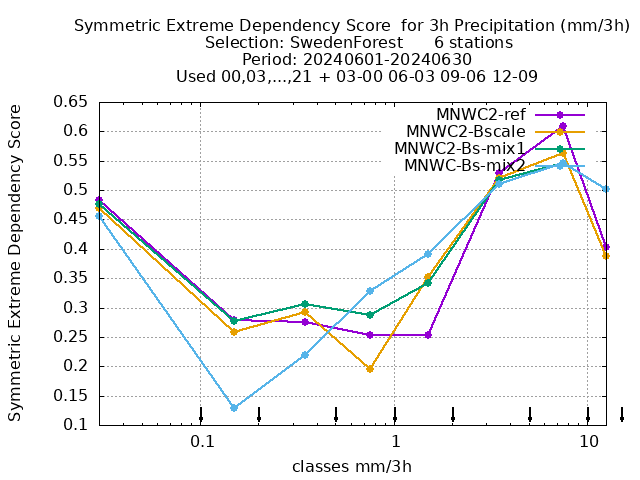 Symmetric Extreme Dependency Score  for 3h Precipitation (mm/3h)
Selection: SwedenForest      6 stations
Period: 20240601-20240630
Used 00,03,...,21 + 03-00 06-03 09-06 12-09
Symmetric Extreme Dependency Score
0.65
0.6
0.55
0.5
0.45
0.4
0.35
0.3
0.25
0.2
0.15
0.1
MNWC2-ref
MNWC2-Bscale
MNWC2-Bs-mix1
MNWC-Bs-mix2
0.1
1
10
classes mm/3h